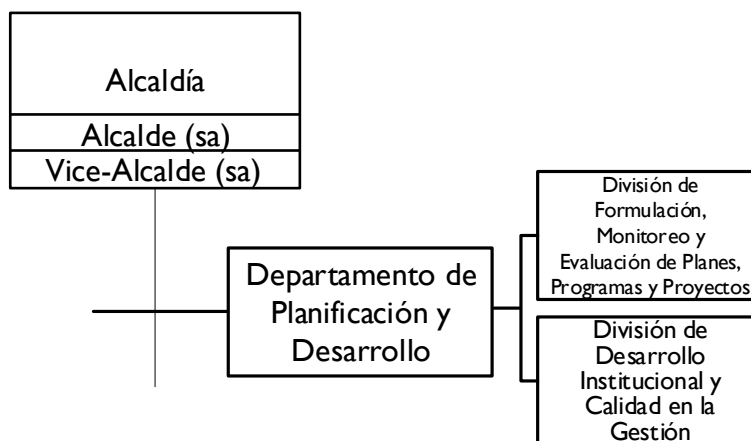 Alcaldía
Alcalde (sa)
Vice-Alcalde (sa)
Departamento de
Planificación y
Desarrollo
División de
Formulación,
Monitoreo y
Evaluación de Planes,
Programas y Proyectos
División de
Desarrollo
Institucional y
Calidad en la
Gestión